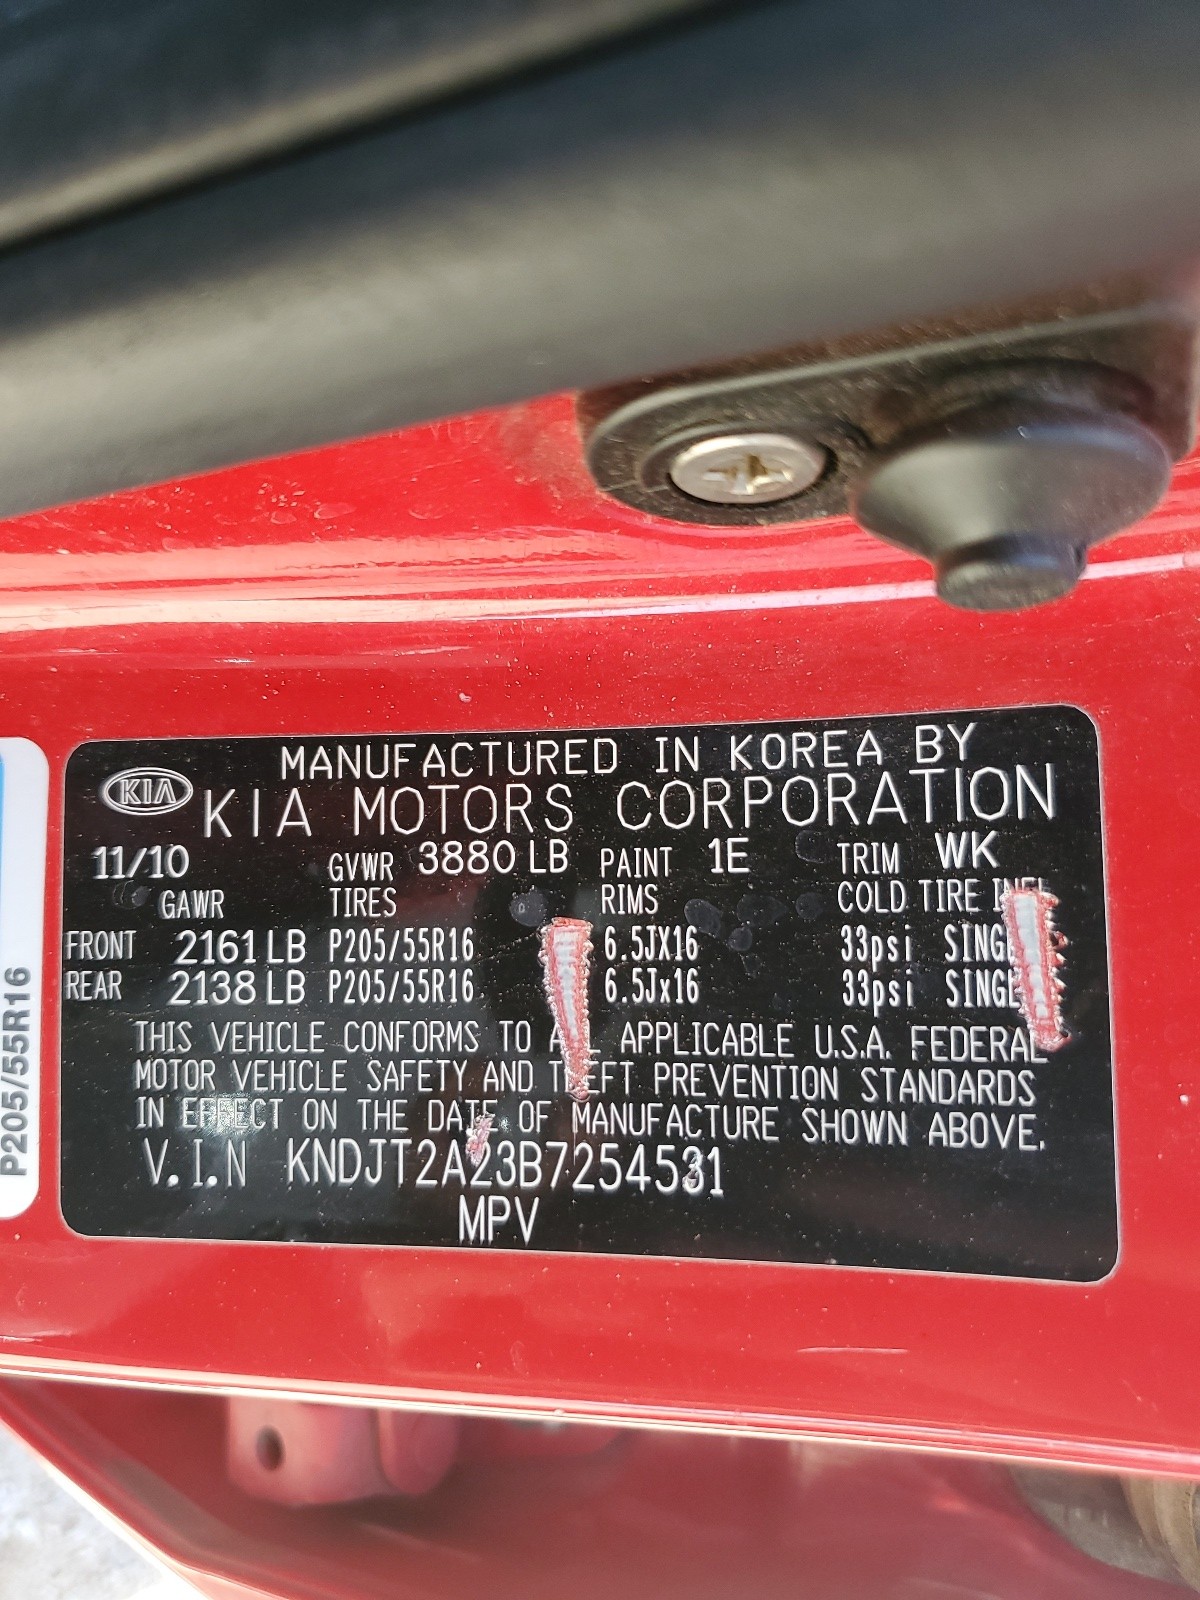 MANUFACTURED IN KOREA BY
KIA
KIA MOTORS CORPORATION
11/10 GVWR 3880 LB PAINT 1E TRIM WK
GAWR TIRES RIMS COLD TIRE
FRONT 2161 LB P205/55R16 6.5JX16 33psi
REAR 2138 LB P205/55R16 6.5Jx16 33psi
THIS VEHICLE CONFORMS TO APPLICABLE U.S.A. FEDERAL
MOTOR VEHICLE SAFETY AND THEFT PREVENTION STANDARDS
IN EFFECT ON THE DATE OF MANUFACTURE SHOWN ABOVE.
V.I.N KNDJT2A23B7254531
MPV
P205/55R16